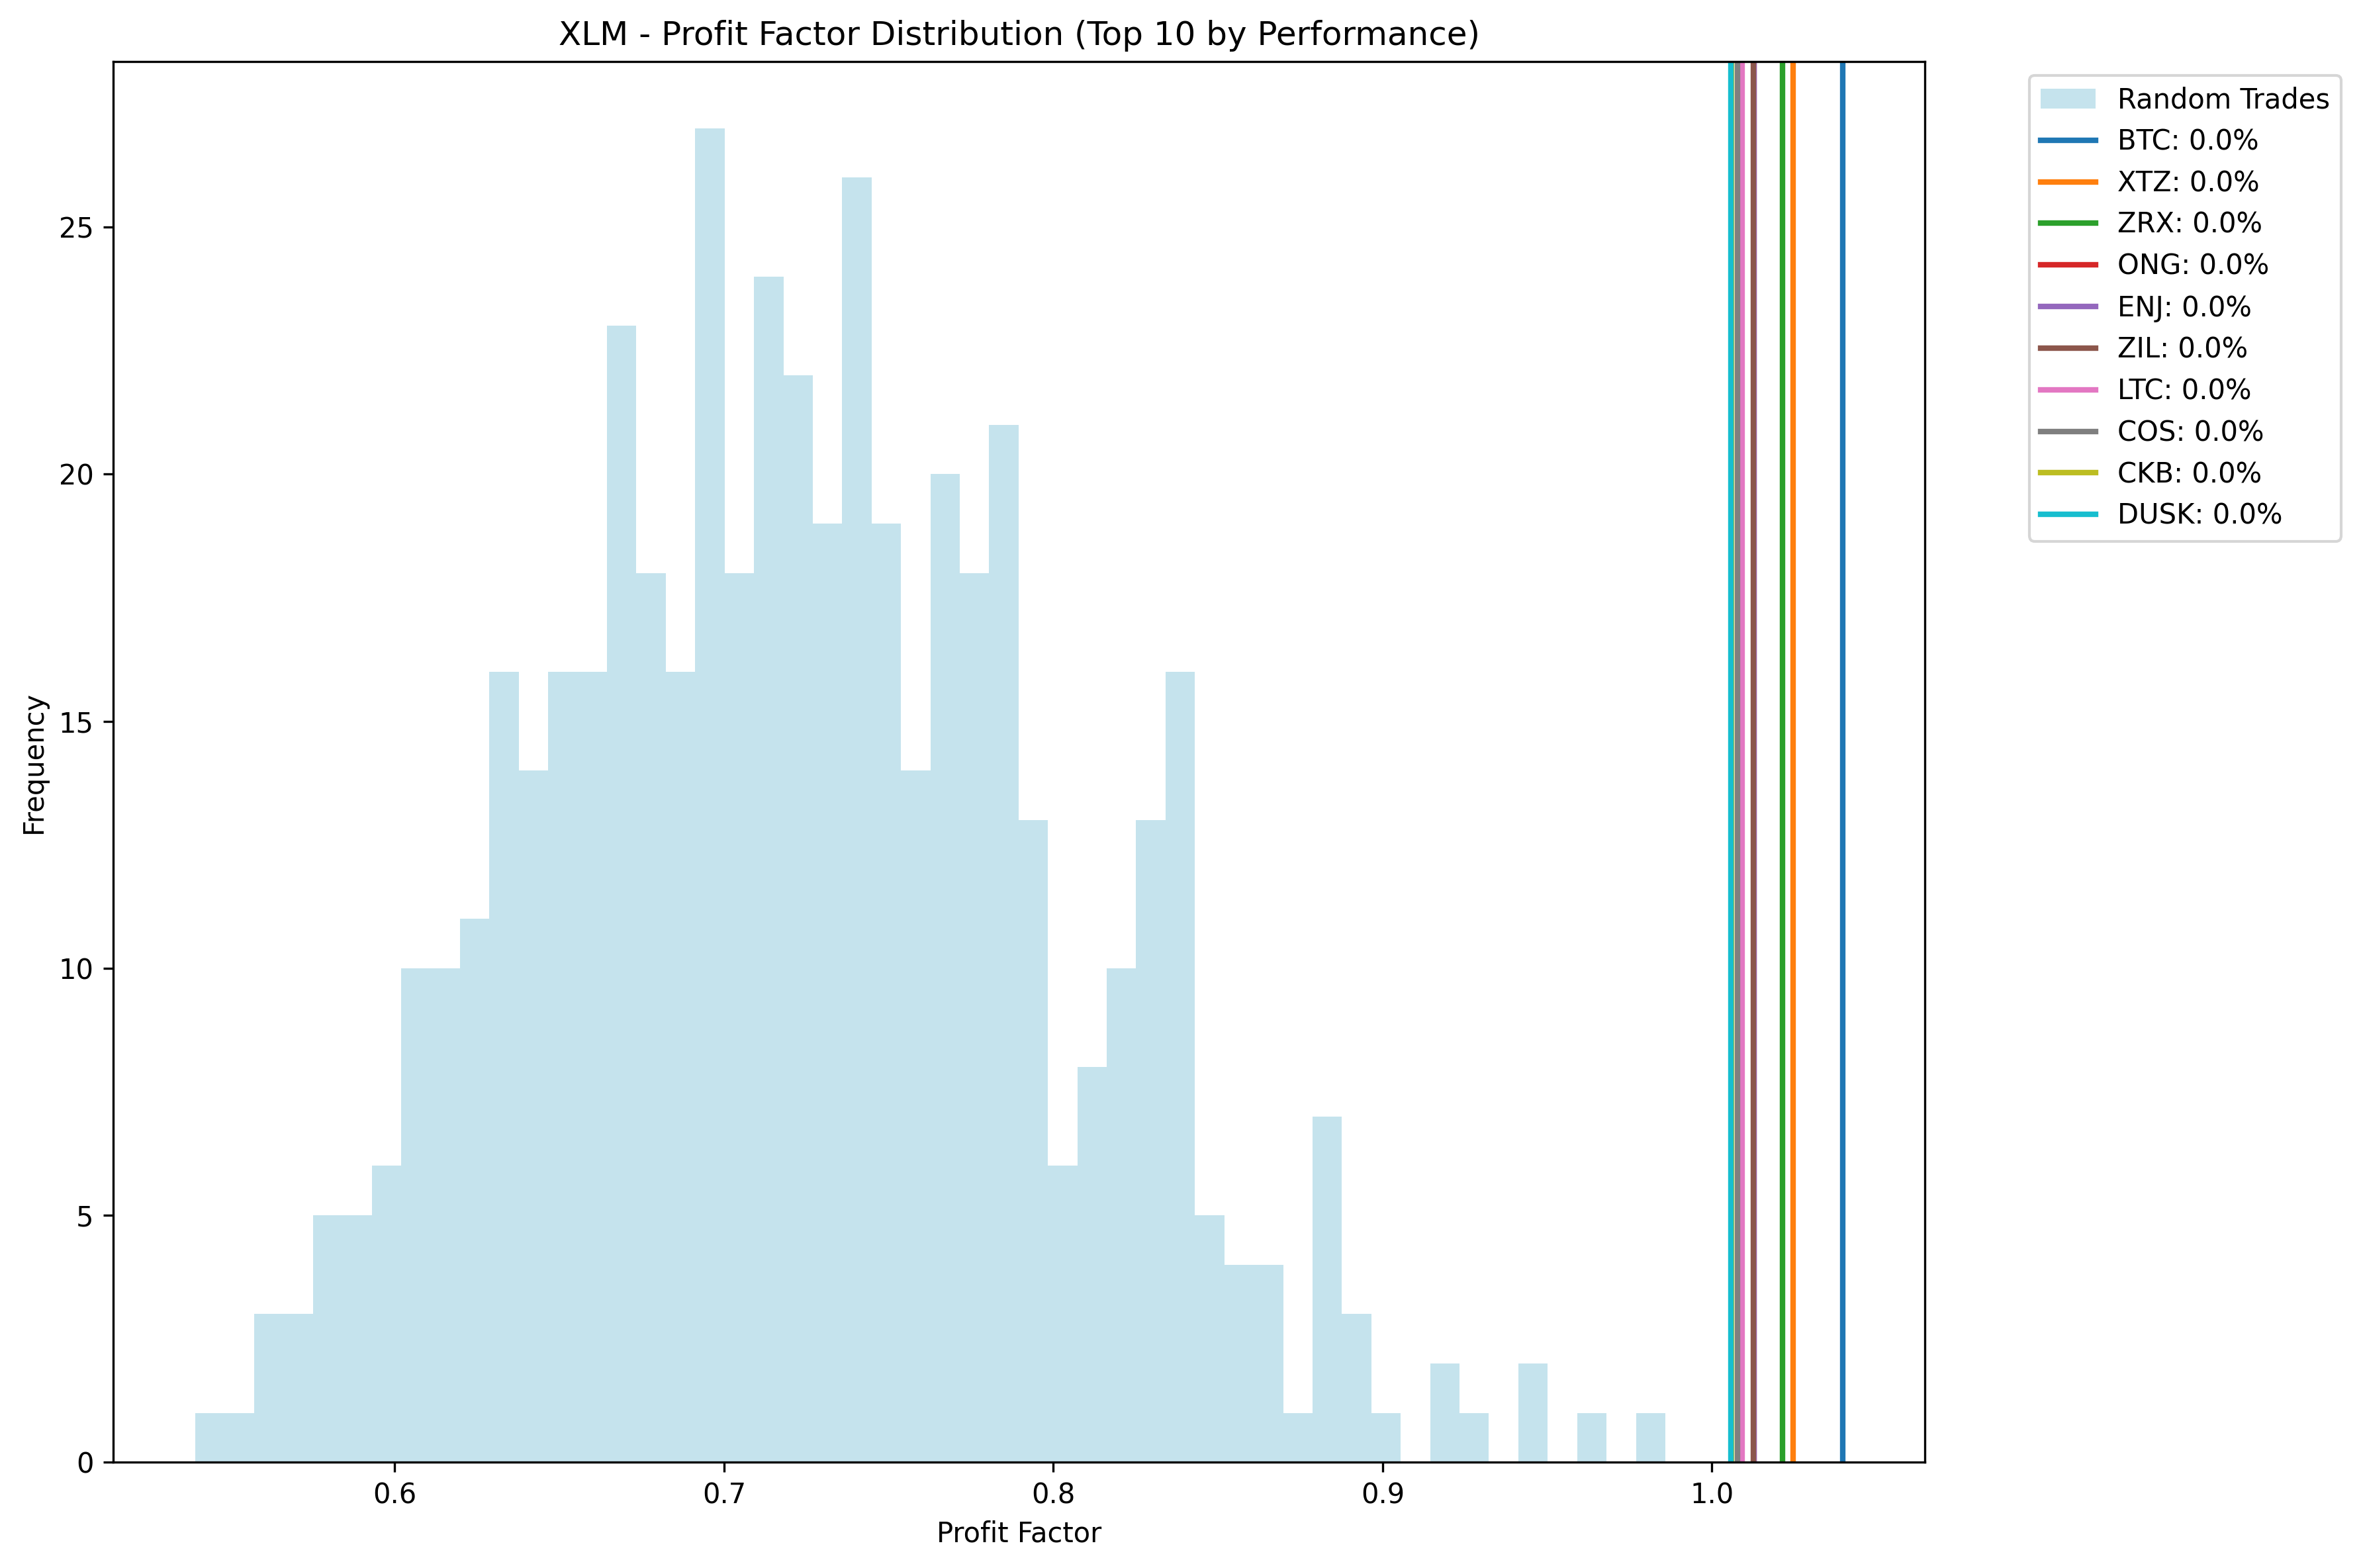 XLM - Profit Factor Distribution (Top 10 by Performance)
Random Trades
BTC: 0.0%
XTZ: 0.0%
ZRX: 0.0%
ONG: 0.0%
ENJ: 0.0%
ZIL: 0.0%
LTC: 0.0%
COS: 0.0%
CKB: 0.0%
DUSK: 0.0%
Frequency
25
20
15
10
5
0
0.6
0.7
0.8
0.9
1.0
Profit Factor